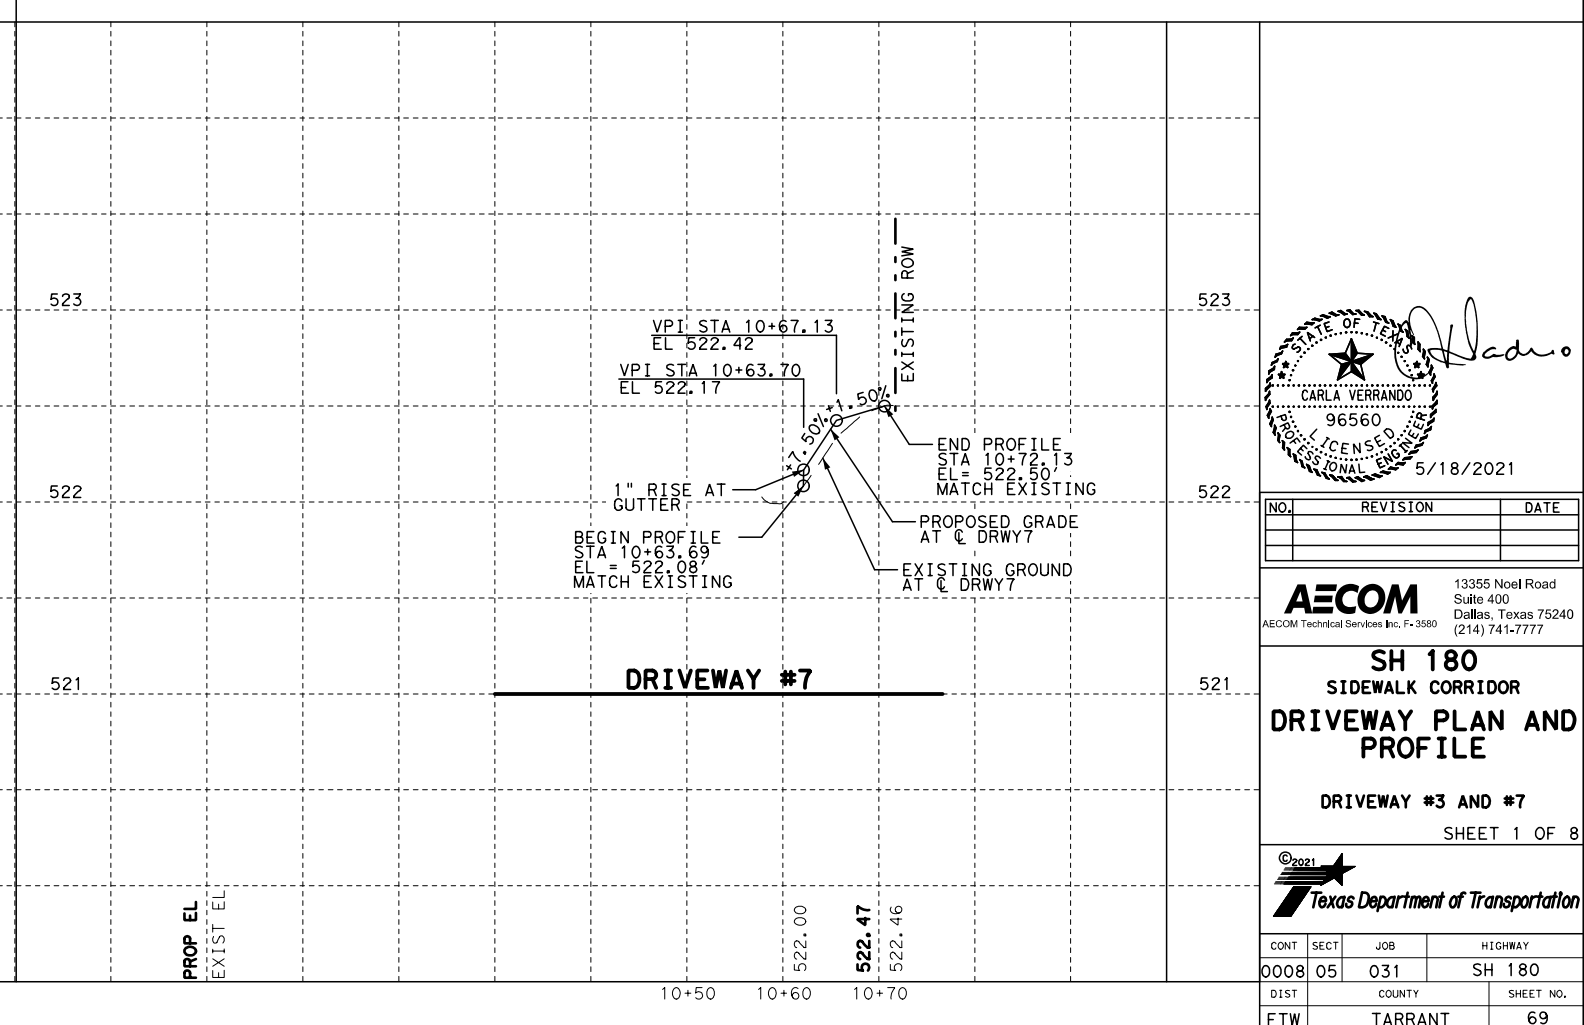 523
522
521
VPI STA 10+67.13
EL 522.42
VPI STA 10+63.70
EL 522.17
+7.50%
+1.50%
EXISTING ROW
1" RISE AT
GUTTER
BEGIN PROFILE
STA 10+63.69
EL = 522.08'
MATCH EXISTING
END PROFILE
STA 10+72.13
EL= 522.50'
MATCH EXISTING
PROPOSED GRADE
AT ℄ DRWY7
EXISTING GROUND
AT ℄ DRWY7
DRIVEWAY #7
523
522
521
PROP EL
EXIST EL
522.00
522.47
522.46
10+50
10+60
10+70
STATE OF TEXAS
CARLA VERRANDO
96560
LICENSED
PROFESSIONAL ENGINEER
5/18/2021
NO.
REVISION
DATE
AECOM
AECOM Technical Services Inc. F-3580
13355 Noel Road
Suite 400
Dallas, Texas 75240
(214) 741-7777
SH 180
SIDEWALK CORRIDOR
DRIVEWAY PLAN AND
PROFILE
DRIVEWAY #3 AND #7
SHEET 1 OF 8
©2021
Texas Department of Transportation
CONT SECT JOB HIGHWAY
0008 05 031 SH 180
DIST COUNTY SHEET NO.
FTW TARRANT 69